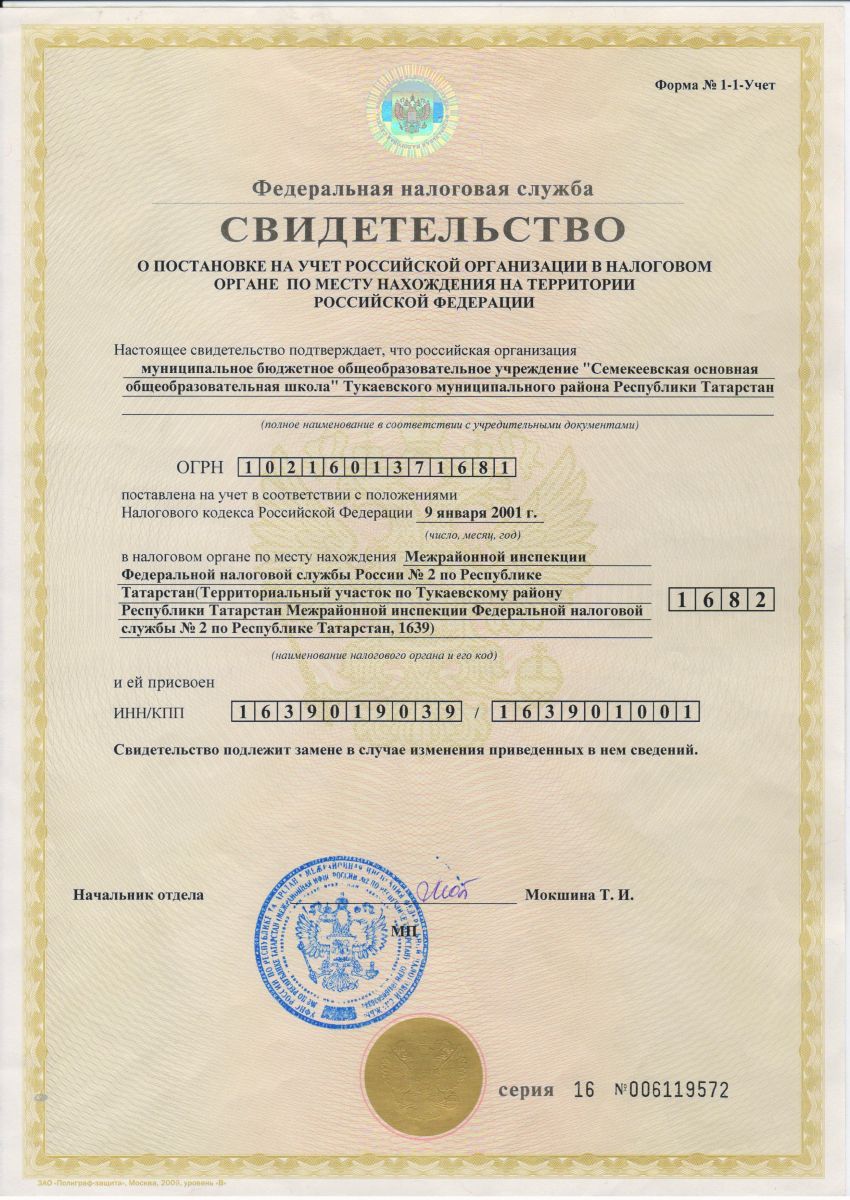 Форма № 1-1-Учет
Федеральная налоговая служба
СВИДЕТЕЛЬСТВО
О ПОСТАНОВКЕ НА УЧЕТ РОССИЙСКОЙ ОРГАНИЗАЦИИ В НАЛОГОВОМ
ОРГАНЕ ПО МЕСТУ НАХОЖДЕНИЯ НА ТЕРРИТОРИИ
РОССИЙСКОЙ ФЕДЕРАЦИИ
Настоящее свидетельство подтверждает, что российская организация
муниципальное бюджетное общеобразовательное учреждение "Семекеевская основная
общеобразовательная школа" Тукаевского муниципального района Республики Татарстан
(полное наименование в соответствии с учредительными документами)
ОГРН 1021601371681
поставлена на учет в соответствии с положениями
Налогового кодекса Российской Федерации 9 января 2001 г.
(число, месяц, год)
в налоговом органе по месту нахождения Межрайонной инспекции
Федеральной налоговой службы России № 2 по Республике
Татарстан(Территориальный участок по Тукаевскому району
Республики Татарстан Межрайонной инспекции Федеральной налоговой
службы № 2 по Республике Татарстан, 1639)
1682
(наименование налогового органа и его код)
и ей присвоен
ИНН/КПП 1639019039 / 163901001
Свидетельство подлежит замене в случае изменения приведенных в нем сведений.
Начальник отдела Мокшина Т. И.
МП
серия 16 №006119572
ЗАО «Полиграф-защита», Москва, 2009, уровень «В»